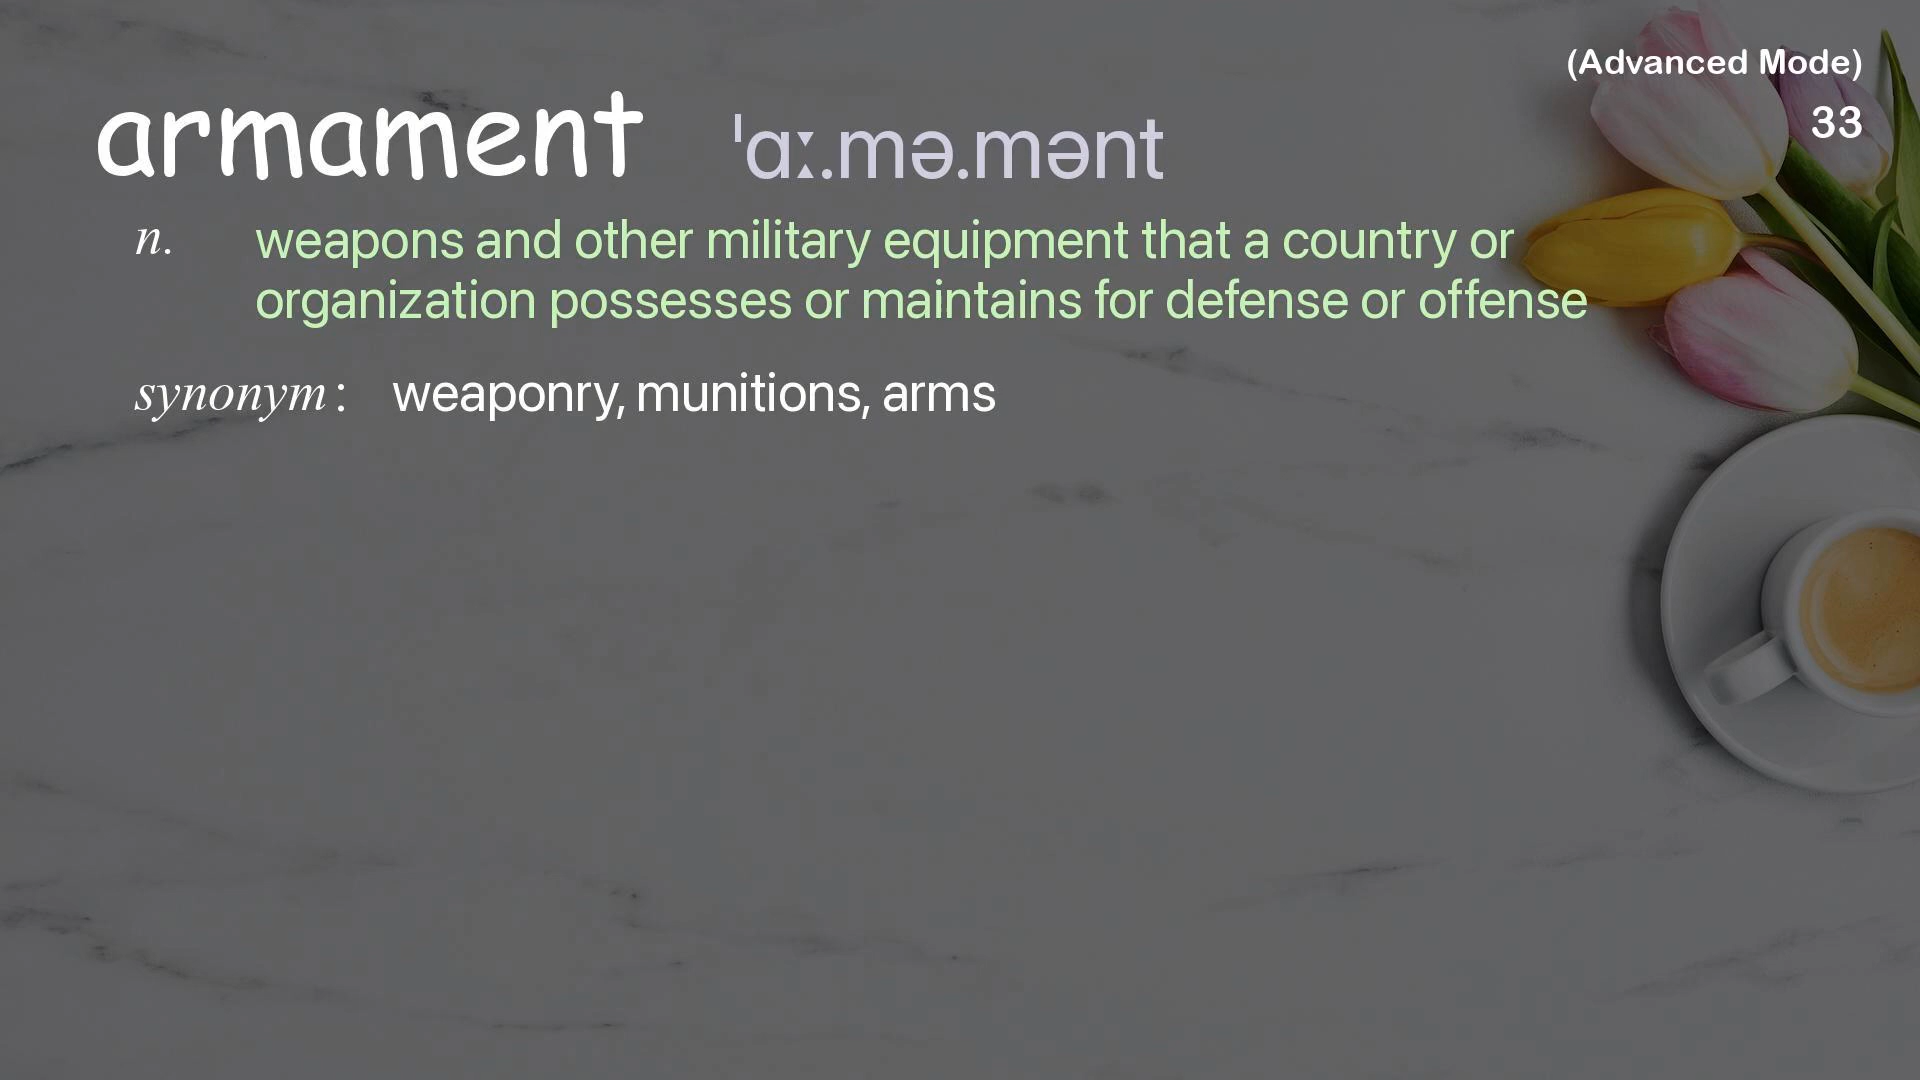 (Advanced Mode)
33
armament ˈɑː.mə.mənt
n. weapons and other military equipment that a country or
organization possesses or maintains for defense or offense
synonym: weaponry, munitions, arms